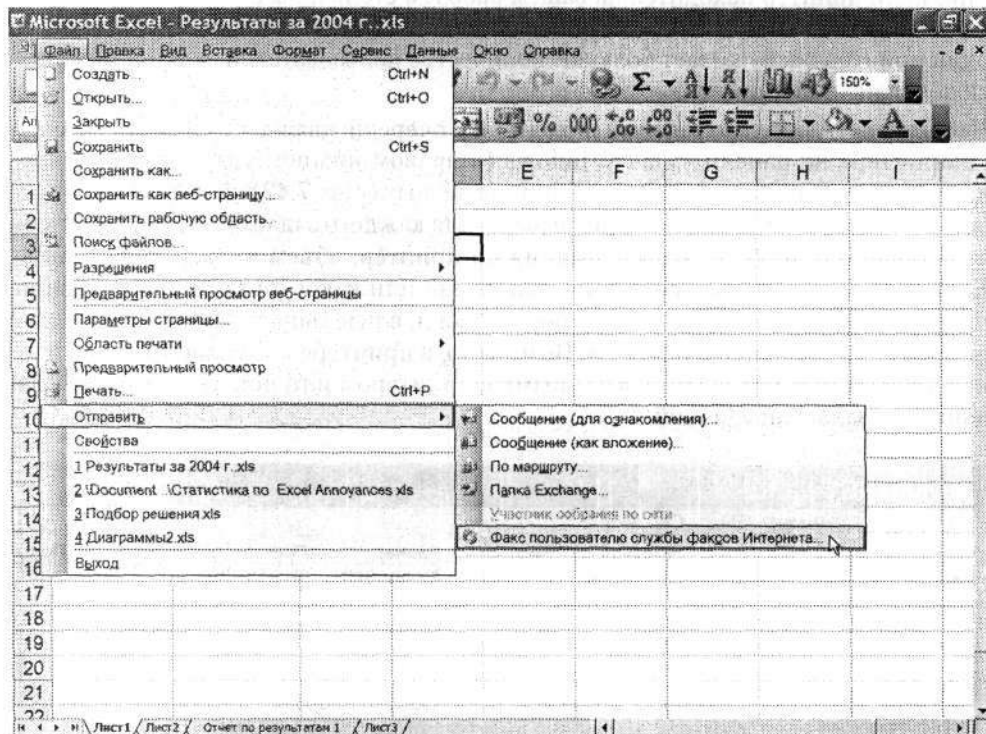 Microsoft Excel - Результаты за 2004 г..xls
Файл Правка Вид Вставка Формат Сервис Данные Окно Справка
Создать... Ctrl+N
Открыть... Ctrl+O
Закрыть
Сохранить Ctrl+S
Сохранить как...
Сохранить как веб-страницу...
Сохранить рабочую область...
Поиск файлов...
Разрешения
Предварительный просмотр веб-страницы
Параметры страницы...
Область печати
Предварительный просмотр
Печать... Ctrl+P
Отправить
Свойства
1 Результаты за 2004 г..xls
2 \Document...\Статистика по Excel Annoyances.xls
3 Подбор решения.xls
4 Диаграммы2.xls
Выход
Сообщение (для ознакомления)...
Сообщение (как вложение)...
По маршруту...
Папка Exchange...
Участник собрания по сети
Факс пользователю службы факсов Интернета...
Σ А Я Я А 150%
% 000 ,00 ,00 A
E F G H I
1
2
3
4
5
6
7
8
9
10
11
12
13
14
15
16
17
18
19
20
21
22
Лист1 / Лист2 / Отчет по результатам 1 / Лист3 /